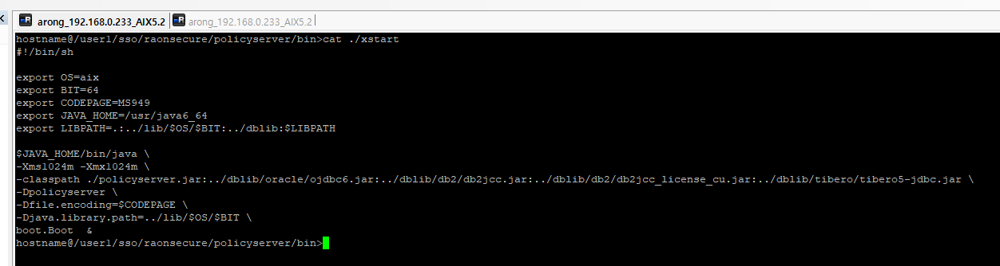 arong_192.168.0.233_AIX5.2 arong_192.168.0.233_AIX5.2
hostname@/user1/sso/raonsecure/policyserver/bin>cat ./xstart
#!/bin/sh
export OS=aix
export BIT=64
export CODEPAGE=MS949
export JAVA_HOME=/usr/java6_64
export LIBPATH=.:../lib/$OS/$BIT:../dblib:$LIBPATH
$JAVA_HOME/bin/java \
-Xms1024m -Xmx1024m \
-classpath ./policyserver.jar:../dblib/oracle/ojdbc6.jar:../dblib/db2/db2jcc.jar:../dblib/db2/db2jcc_license_cu.jar:../dblib/tibero/tibero5-jdbc.jar \
-Dpolicyserver \
-Dfile.encoding=$CODEPAGE \
-Djava.library.path=../lib/$OS/$BIT \
boot.Boot  &
hostname@/user1/sso/raonsecure/policyserver/bin>